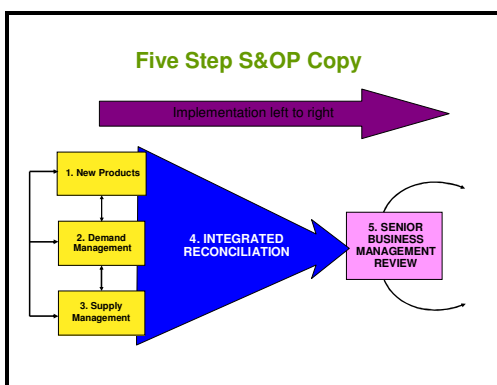 Five Step S&OP Copy
Implementation left to right
1. New Products
2. Demand
Management
3. Supply
Management
4. INTEGRATED
RECONCILIATION
5. SENIOR
BUSINESS
MANAGEMENT
REVIEW